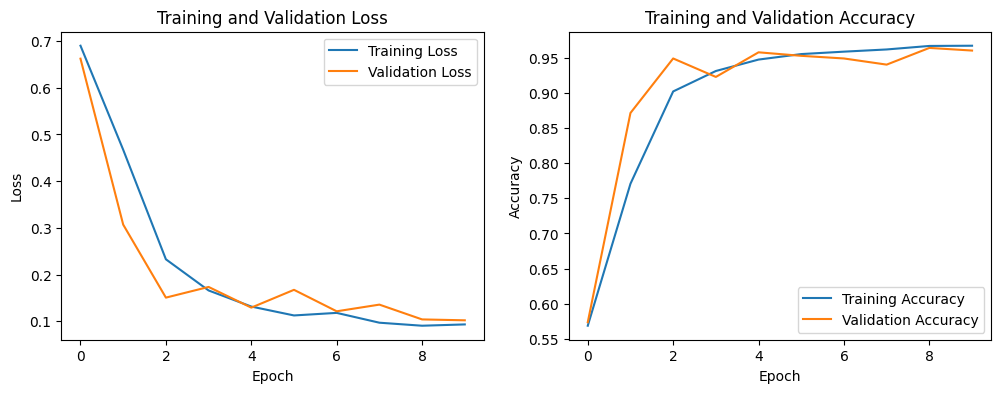 Training and Validation Loss
0.7
0.6
0.5
0.4
0.3
0.2
0.1
Loss
Training Loss
Validation Loss
0 2 4 6 8
Epoch
Training and Validation Accuracy
0.95
0.90
0.85
0.80
0.75
0.70
0.65
0.60
0.55
Accuracy
Training Accuracy
Validation Accuracy
0 2 4 6 8
Epoch